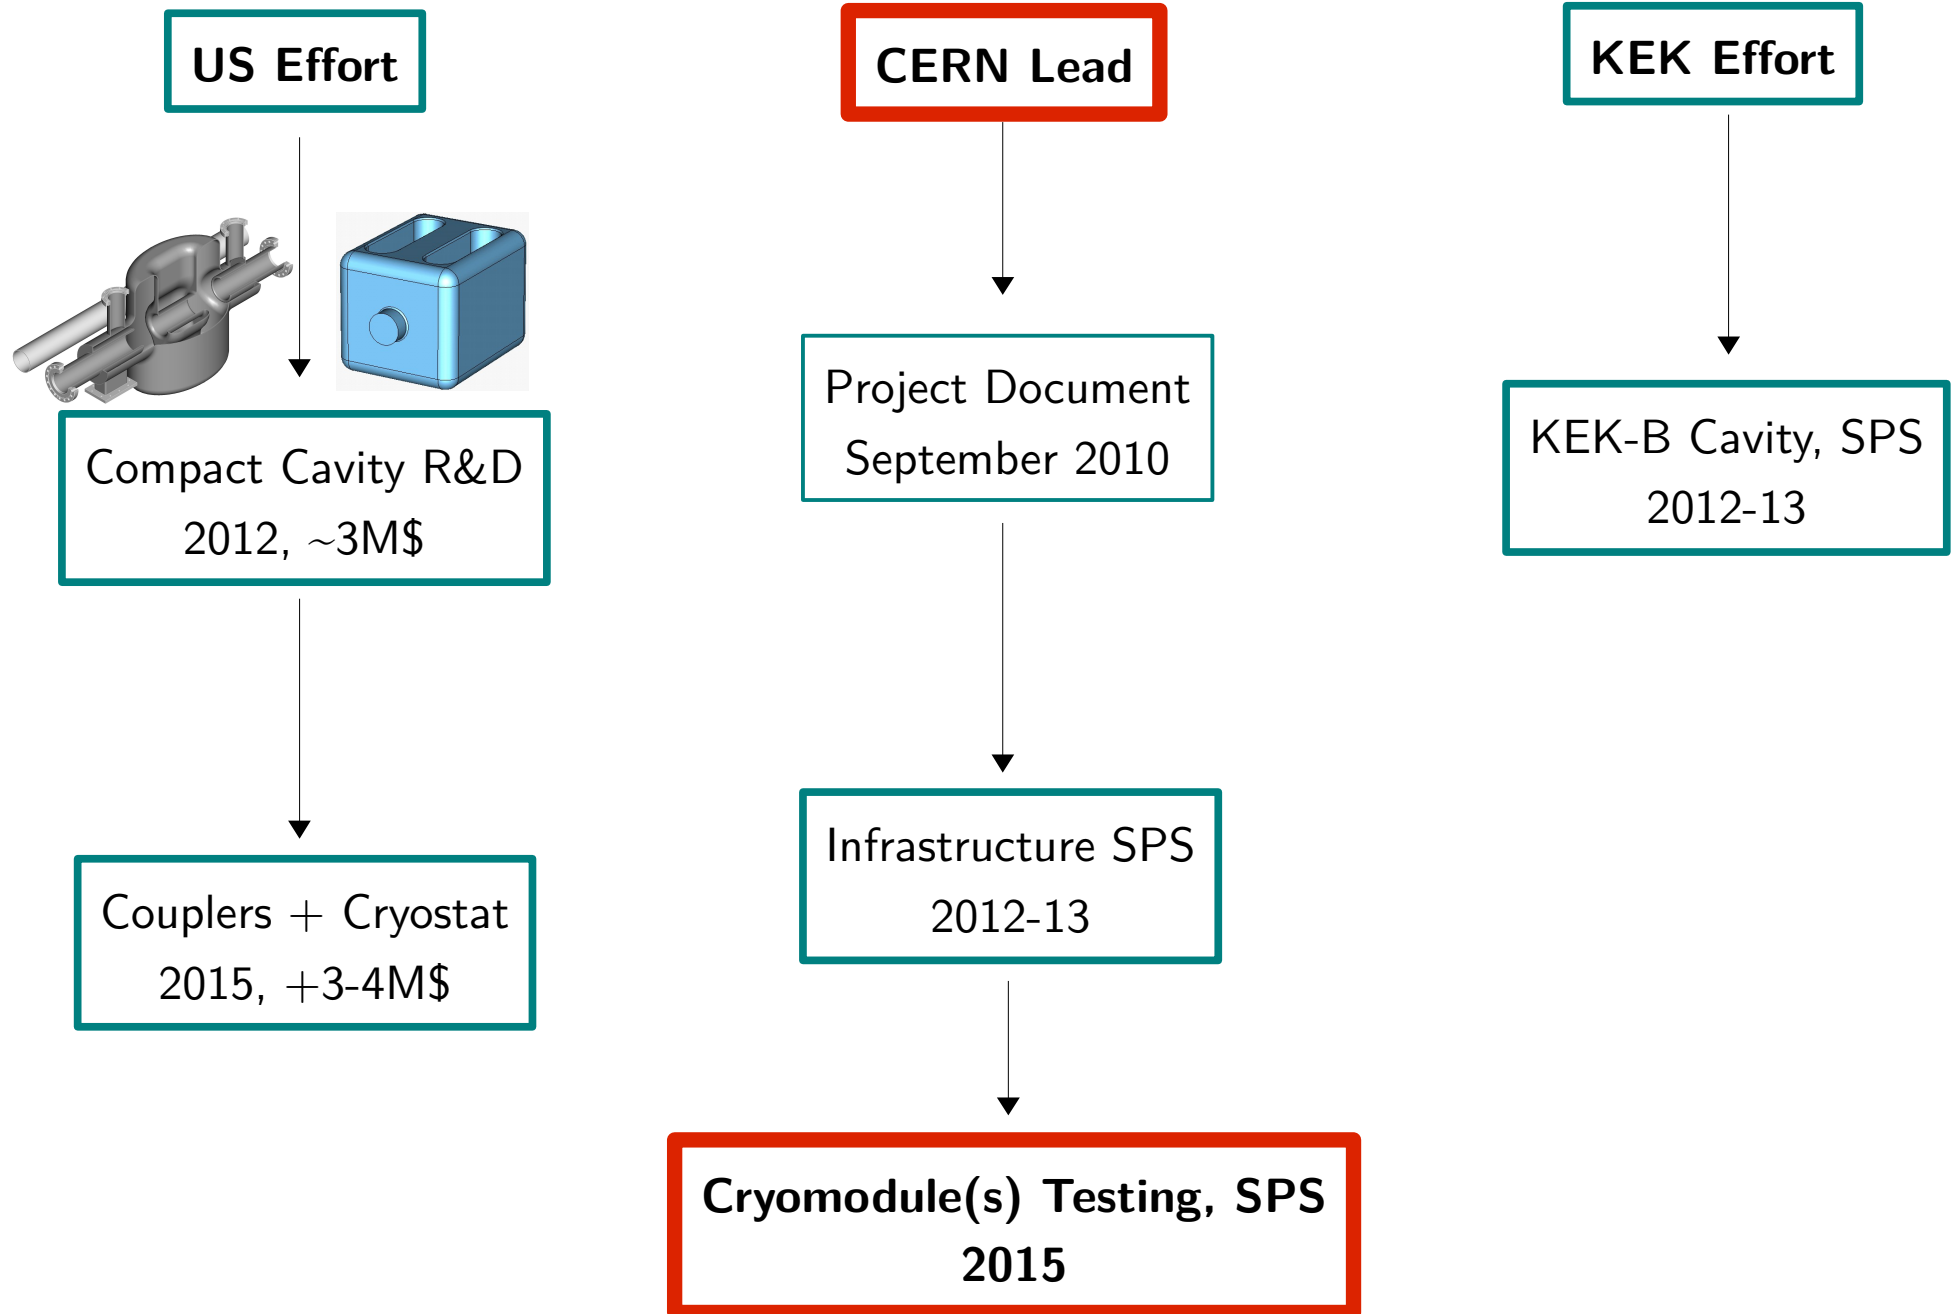 US Effort
CERN Lead
KEK Effort
Compact Cavity R&D
2012, ~3M$
Project Document
September 2010
KEK-B Cavity, SPS
2012-13
Couplers + Cryostat
2015, +3-4M$
Infrastructure SPS
2012-13
Cryomodule(s) Testing, SPS
2015